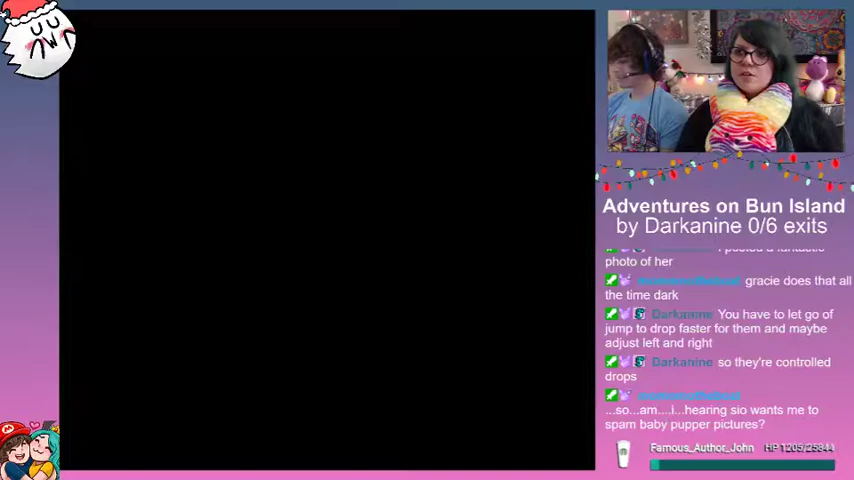 Adventures on Bun Island
by Darkanine 0/6 exits
photo of her
gracie does that all
the time dark
Darkanine You have to let go of
jump to drop faster for them and maybe
adjust left and right
Darkanine so they're controlled
drops
...so...am....i...hearing sio wants me to
spam baby pupper pictures?
Famous_Author_John HP 1205/25844